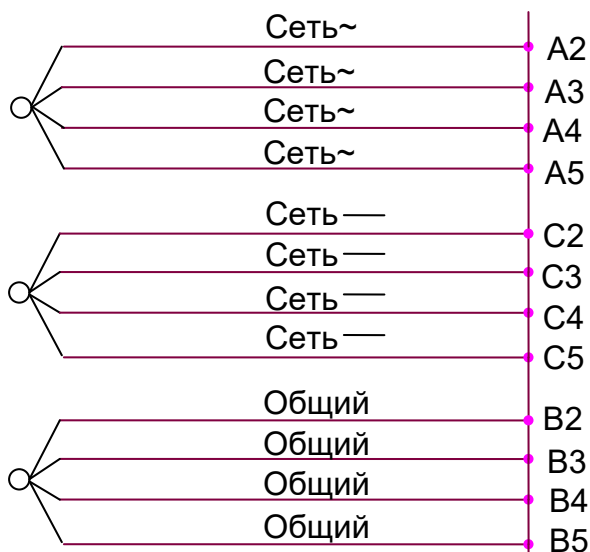 Сеть~ A2
Сеть~ A3
Сеть~ A4
Сеть~ A5
Сеть — C2
Сеть — C3
Сеть — C4
Сеть — C5
Общий B2
Общий B3
Общий B4
Общий B5